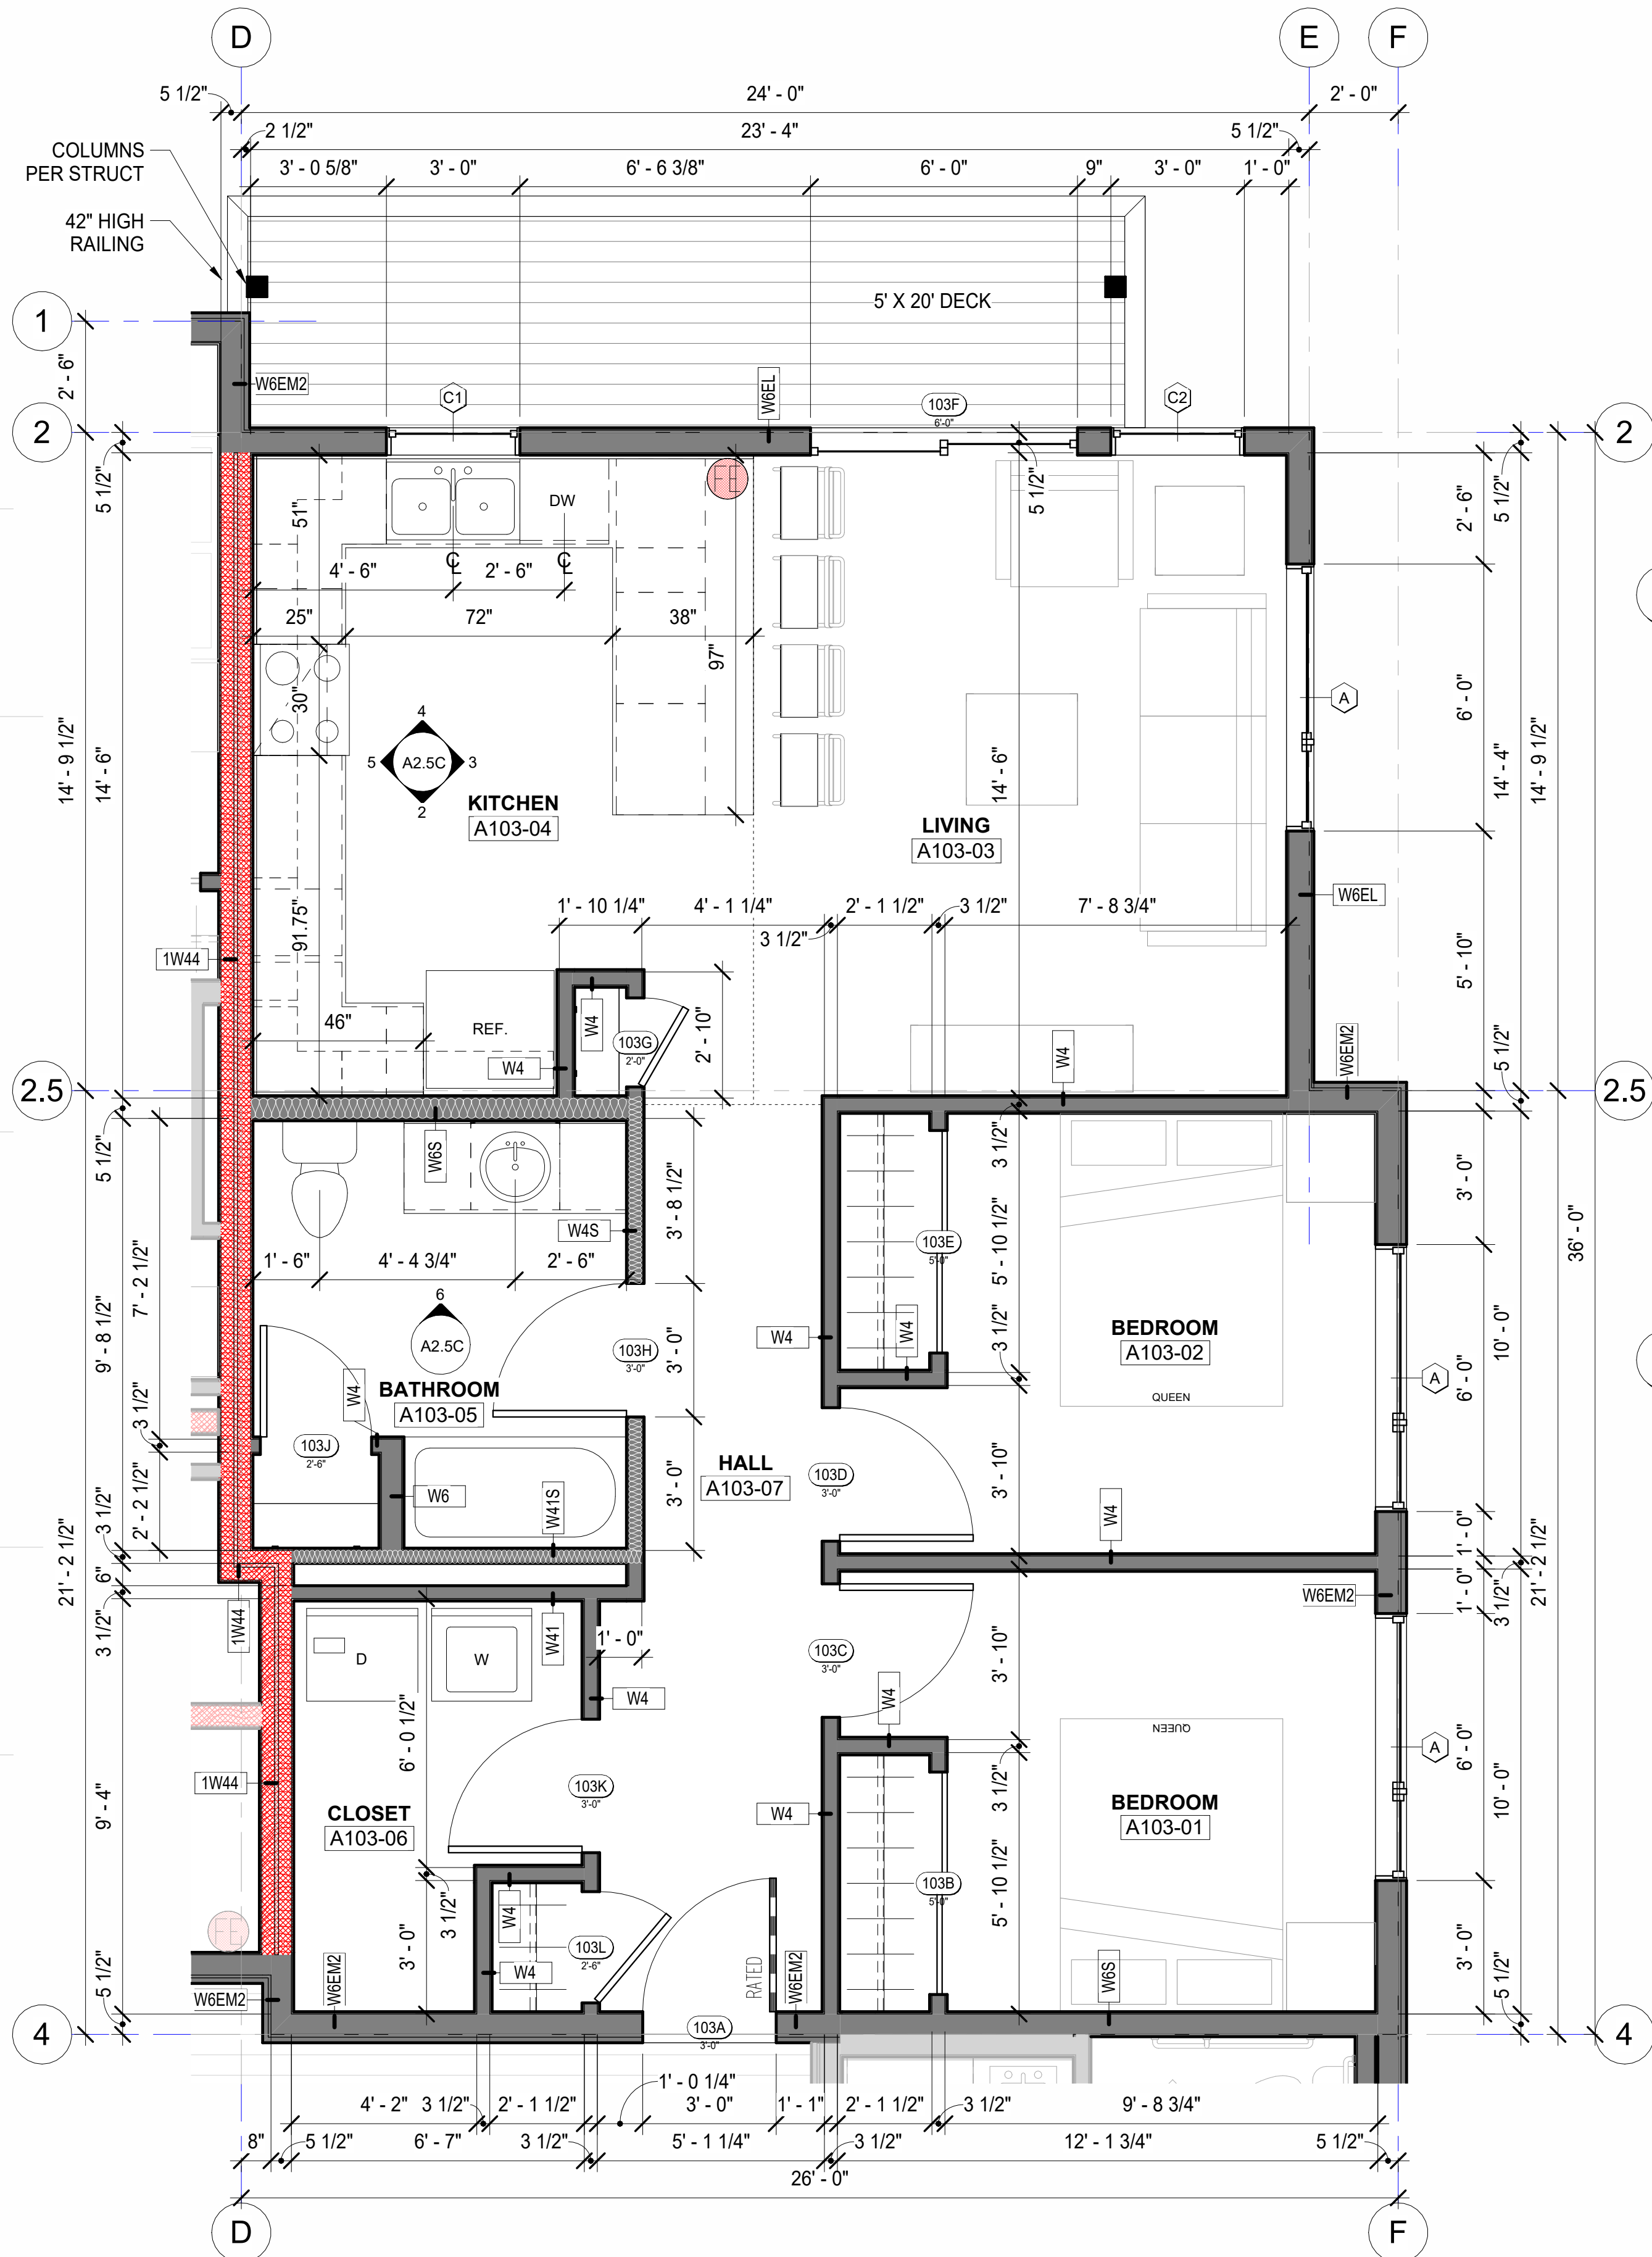 D
E
F
5 1/2"
24' - 0"
2' - 0"
2 1/2"
23' - 4"
5 1/2"
COLUMNS
PER STRUCT
3' - 0 5/8"
3' - 0"
6' - 6 3/8"
6' - 0"
9"
3' - 0"
1' - 0"
42" HIGH
RAILING
5' X 20' DECK
1
2' - 6"
W6EM2
C1
W6EL
103F
6'-0"
C2
2
2
5 1/2"
5 1/2"
5 1/2"
2' - 6"
FE
DW
51"
4' - 6"
℄
2' - 6"
℄
25"
72"
38"
97"
30"
6' - 0"
A
4
5
A2.5C
3
2
14' - 9 1/2"
14' - 6"
14' - 6"
14' - 4"
14' - 9 1/2"
KITCHEN
A103-04
LIVING
A103-03
W6EL
1' - 10 1/4"
4' - 1 1/4"
3 1/2"
2' - 1 1/2"
3 1/2"
7' - 8 3/4"
91.75"
1W44
5' - 10"
46"
REF.
W4
W4
103G
2'-0"
2' - 10"
W4
W6EM2
5 1/2"
2.5
2.5
5 1/2"
W6S
W4S
3' - 8 1/2"
3 1/2"
3' - 0"
1' - 6"
4' - 4 3/4"
2' - 6"
7' - 2 1/2"
9' - 8 1/2"
103E
5'-0"
5' - 10 1/2"
36' - 0"
6
A2.5C
103H
3'-0"
3' - 0"
W4
W4
3 1/2"
BEDROOM
A103-02
QUEEN
6' - 0"
A
10' - 0"
BATHROOM
A103-05
W4
3 1/2"
103J
2'-6"
W6
W41S
3' - 0"
HALL
A103-07
103D
3'-0"
3' - 10"
W4
2' - 2 1/2"
3 1/2"
6"
3 1/2"
21' - 2 1/2"
1' - 0"
1' - 0"
3 1/2"
21' - 2 1/2"
W6EM2
1W44
W41
1' - 0"
D
W
W4
103C
3'-0"
3' - 10"
W4
QUEEN
6' - 0 1/2"
1W44
103K
3'-0"
CLOSET
A103-06
W4
3 1/2"
BEDROOM
A103-01
A
6' - 0"
10' - 0"
9' - 4"
103B
5'-0"
5' - 10 1/2"
3 1/2"
3' - 0"
W4
W4
103L
2'-6"
FE
RATED
W6EM2
W6EM2
W6EM2
W6S
3' - 0"
5 1/2"
5 1/2"
4
4
103A
3'-0"
1' - 0 1/4"
4' - 2"
3 1/2"
2' - 1 1/2"
3' - 0"
1' - 1"
2' - 1 1/2"
3 1/2"
9' - 8 3/4"
8"
5 1/2"
6' - 7"
3 1/2"
5' - 1 1/4"
3 1/2"
12' - 1 3/4"
5 1/2"
26' - 0"
D
F